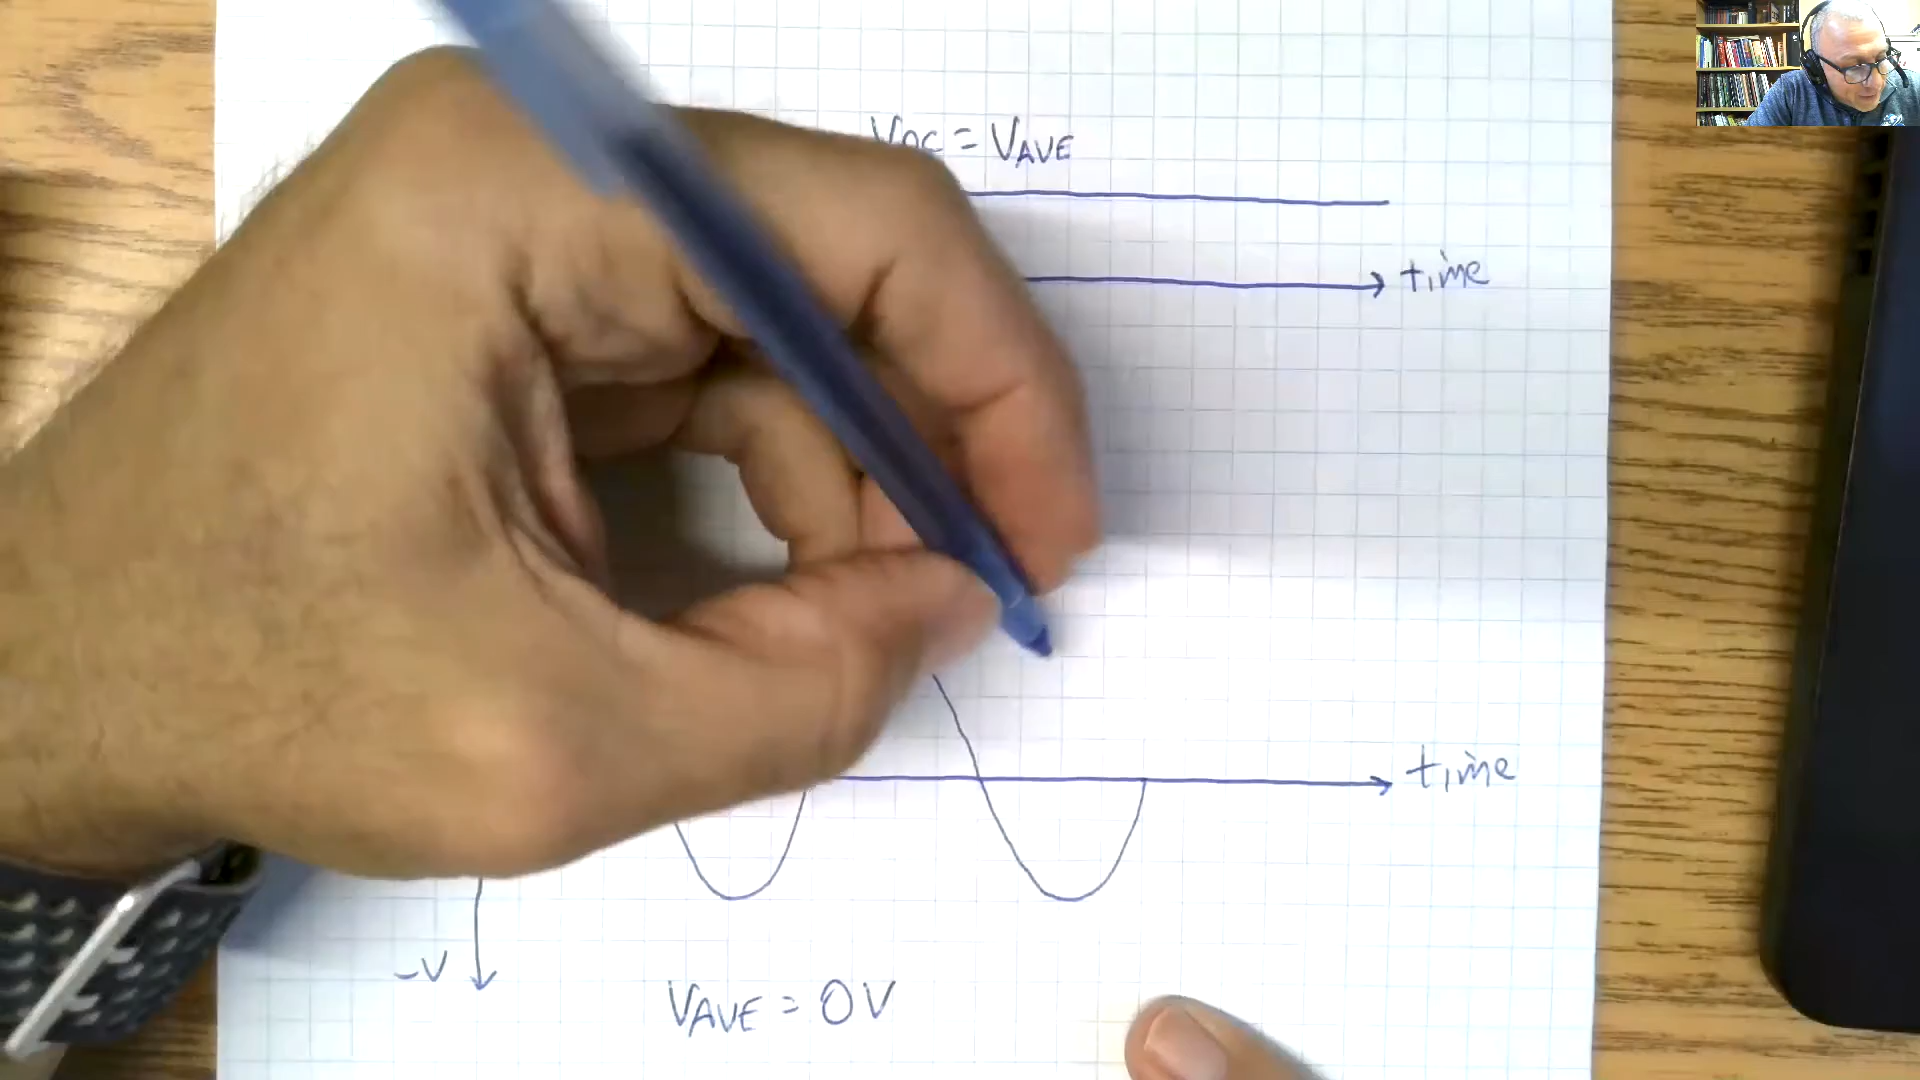 VDC = VAVE
time
time
-V
VAVE = 0V